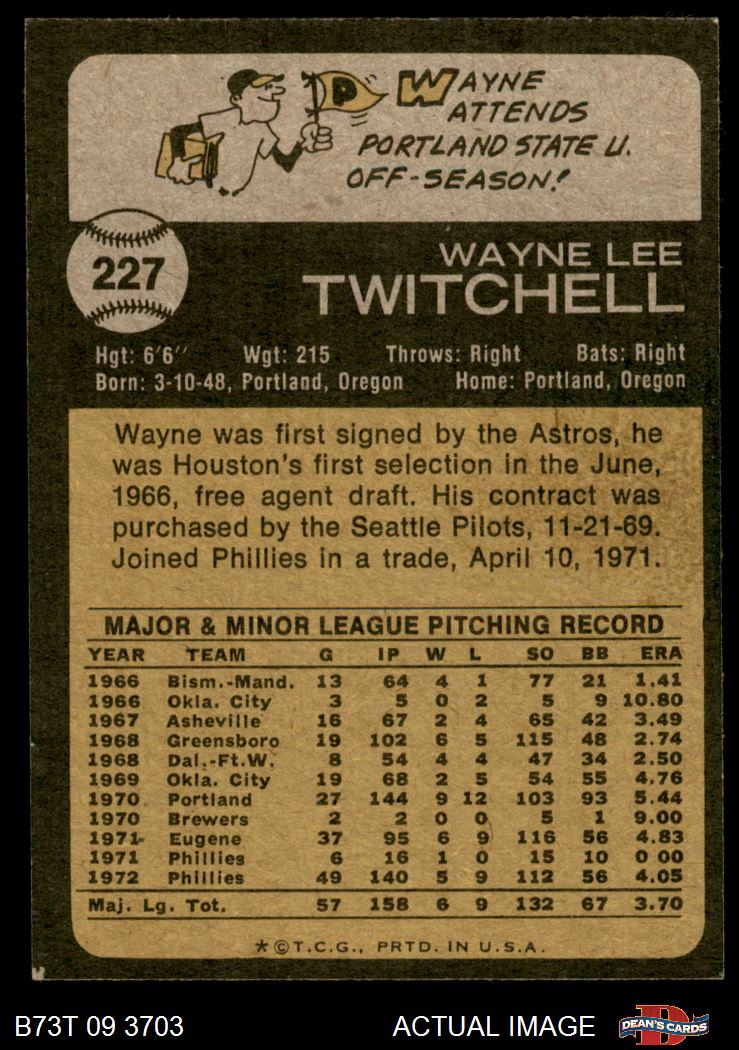 WAYNE
ATTENDS
P PORTLAND STATE U.
OFF-SEASON!
227
WAYNE LEE
TWITCHELL
Hgt: 6'6'' Wgt: 215 Throws: Right Bats: Right
Born: 3-10-48, Portland, Oregon Home: Portland, Oregon
Wayne was first signed by the Astros, he
was Houston's first selection in the June,
1966, free agent draft. His contract was
purchased by the Seattle Pilots, 11-21-69.
Joined Phillies in a trade, April 10, 1971.
MAJOR & MINOR LEAGUE PITCHING RECORD
YEAR TEAM G IP W L SO BB ERA
1966 Bism.-Mand. 13 64 4 1 77 21 1.41
1966 Okla. City 3 5 0 2 5 9 10.80
1967 Asheville 16 67 2 4 65 42 3.49
1968 Greensboro 19 102 6 5 115 48 2.74
1968 Dal.-Ft.W. 8 54 4 4 47 34 2.50
1969 Okla. City 19 68 2 5 54 55 4.76
1970 Portland 27 144 9 12 103 93 5.44
1970 Brewers 2 2 0 0 5 1 9.00
1971 Eugene 37 95 6 9 116 56 4.83
1971 Phillies 6 16 1 0 15 10 0 00
1972 Phillies 49 140 5 9 112 56 4.05
Maj. Lg. Tot. 57 158 6 9 132 67 3.70
*©T.C.G., PRTD. IN U.S.A.
B73T 09 3703 ACTUAL IMAGE D DEAN'S CARDS